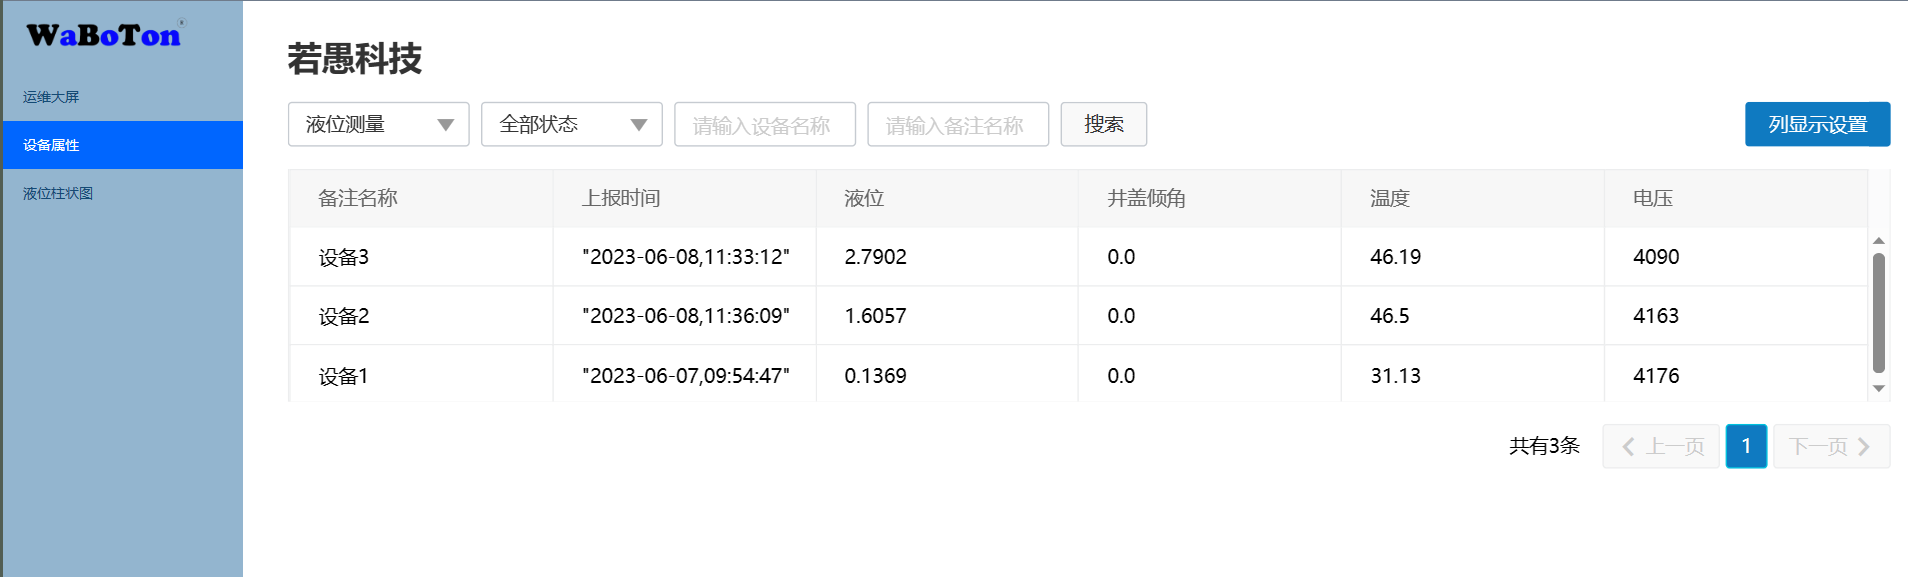 WaBoTon®
运维大屏
设备属性
液位柱状图
若愚科技
液位测量 全部状态 请输入设备名称 请输入备注名称 搜索 列显示设置
备注名称 上报时间 液位 井盖倾角 温度 电压
设备3 "2023-06-08,11:33:12" 2.7902 0.0 46.19 4090
设备2 "2023-06-08,11:36:09" 1.6057 0.0 46.5 4163
设备1 "2023-06-07,09:54:47" 0.1369 0.0 31.13 4176
共有3条 上一页 1 下一页